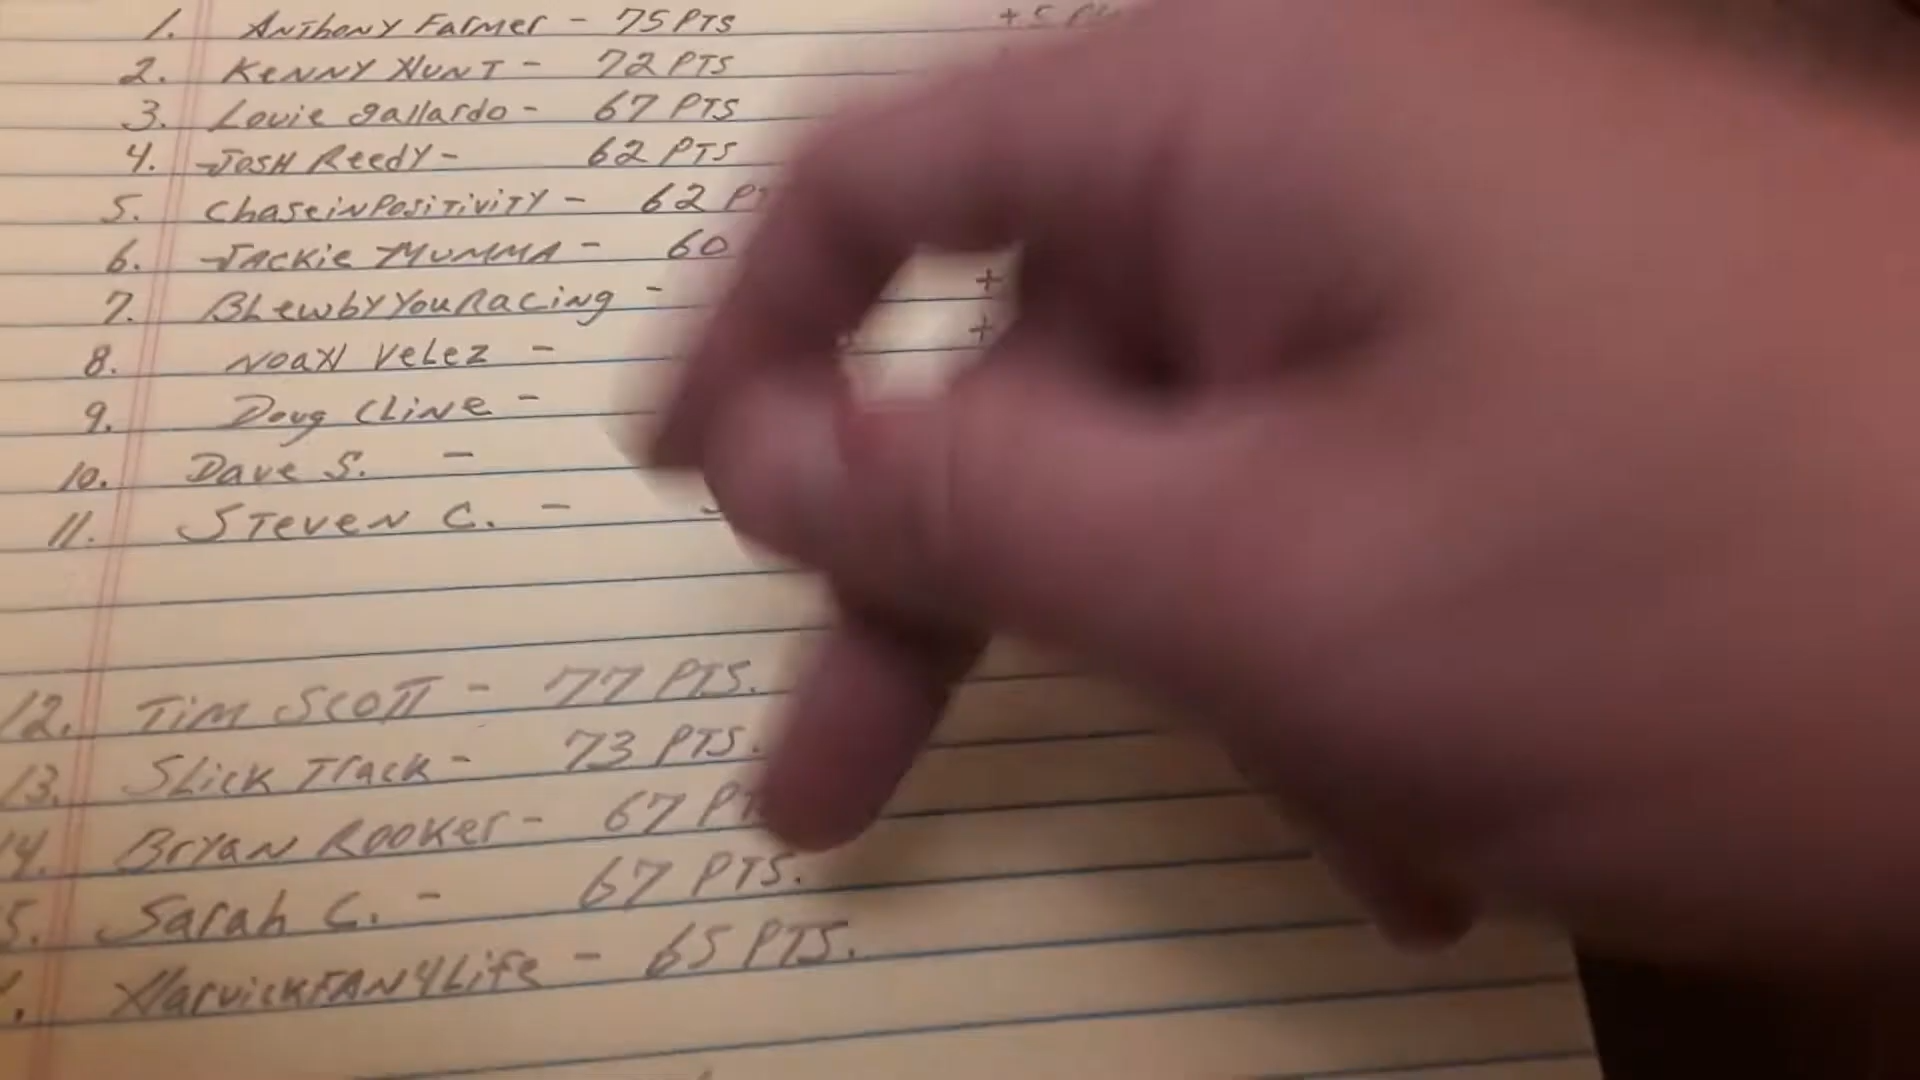 1. Anthony Farmer - 75 PTS +5
2. Kenny Hunt - 72 PTS
3. Louie gallardo - 67 PTS
4. Josh Reedy - 62 PTS
5. ChaseinPositivity - 62
6. Jackie Mumma - 60
7. BlewbyYouRacing - +
8. Noah Velez - +
9. Doug Cline -
10. Dave S. -
11. Steven C. -
12. Tim Scott - 77 PTS.
13. Slick Track - 73 PTS.
14. Bryan Rooker - 67
5. Sarah C. - 67 PTS.
HarvickFAN4Life - 65 PTS.